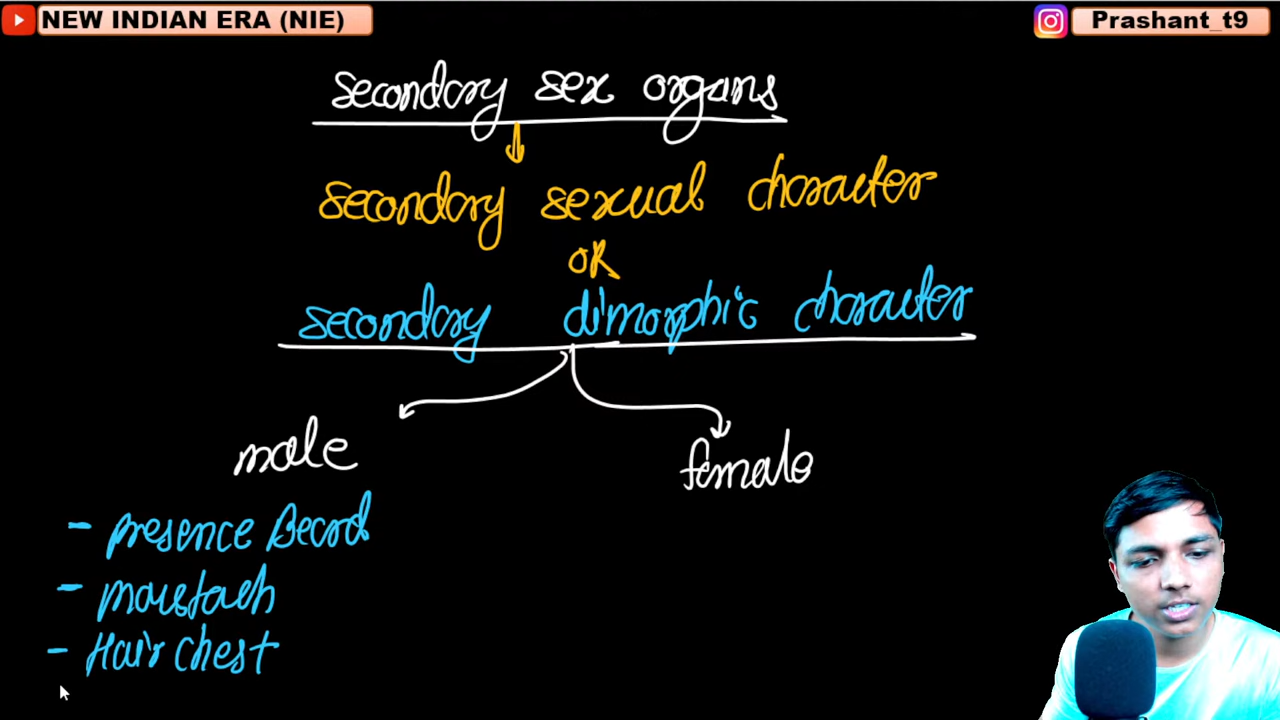 NEW INDIAN ERA (NIE)
Prashant_t9
secondary sex organs
secondary sexual character
OR
secondary dimorphic character
male
female
- presence Beard
- moustach
- Hair chest